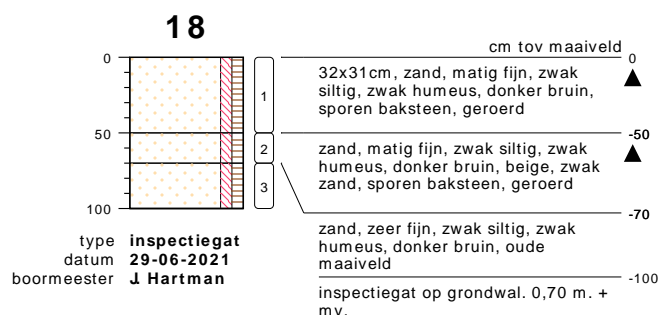 18
cm tov maaiveld
0
0
32x31cm, zand, matig fijn, zwak
siltig, zwak humeus, donker bruin,
sporen baksteen, geroerd
1
50
-50
zand, matig fijn, zwak siltig, zwak
humeus, donker bruin, beige, zwak
zand, sporen baksteen, geroerd
2
3
100
-70
zand, zeer fijn, zwak siltig, zwak
humeus, donker bruin, oude
maaiveld
-100
inspectiegat op grondwal. 0,70 m. +
mv.
type inspectiegat
datum 29-06-2021
boormeester J Hartman